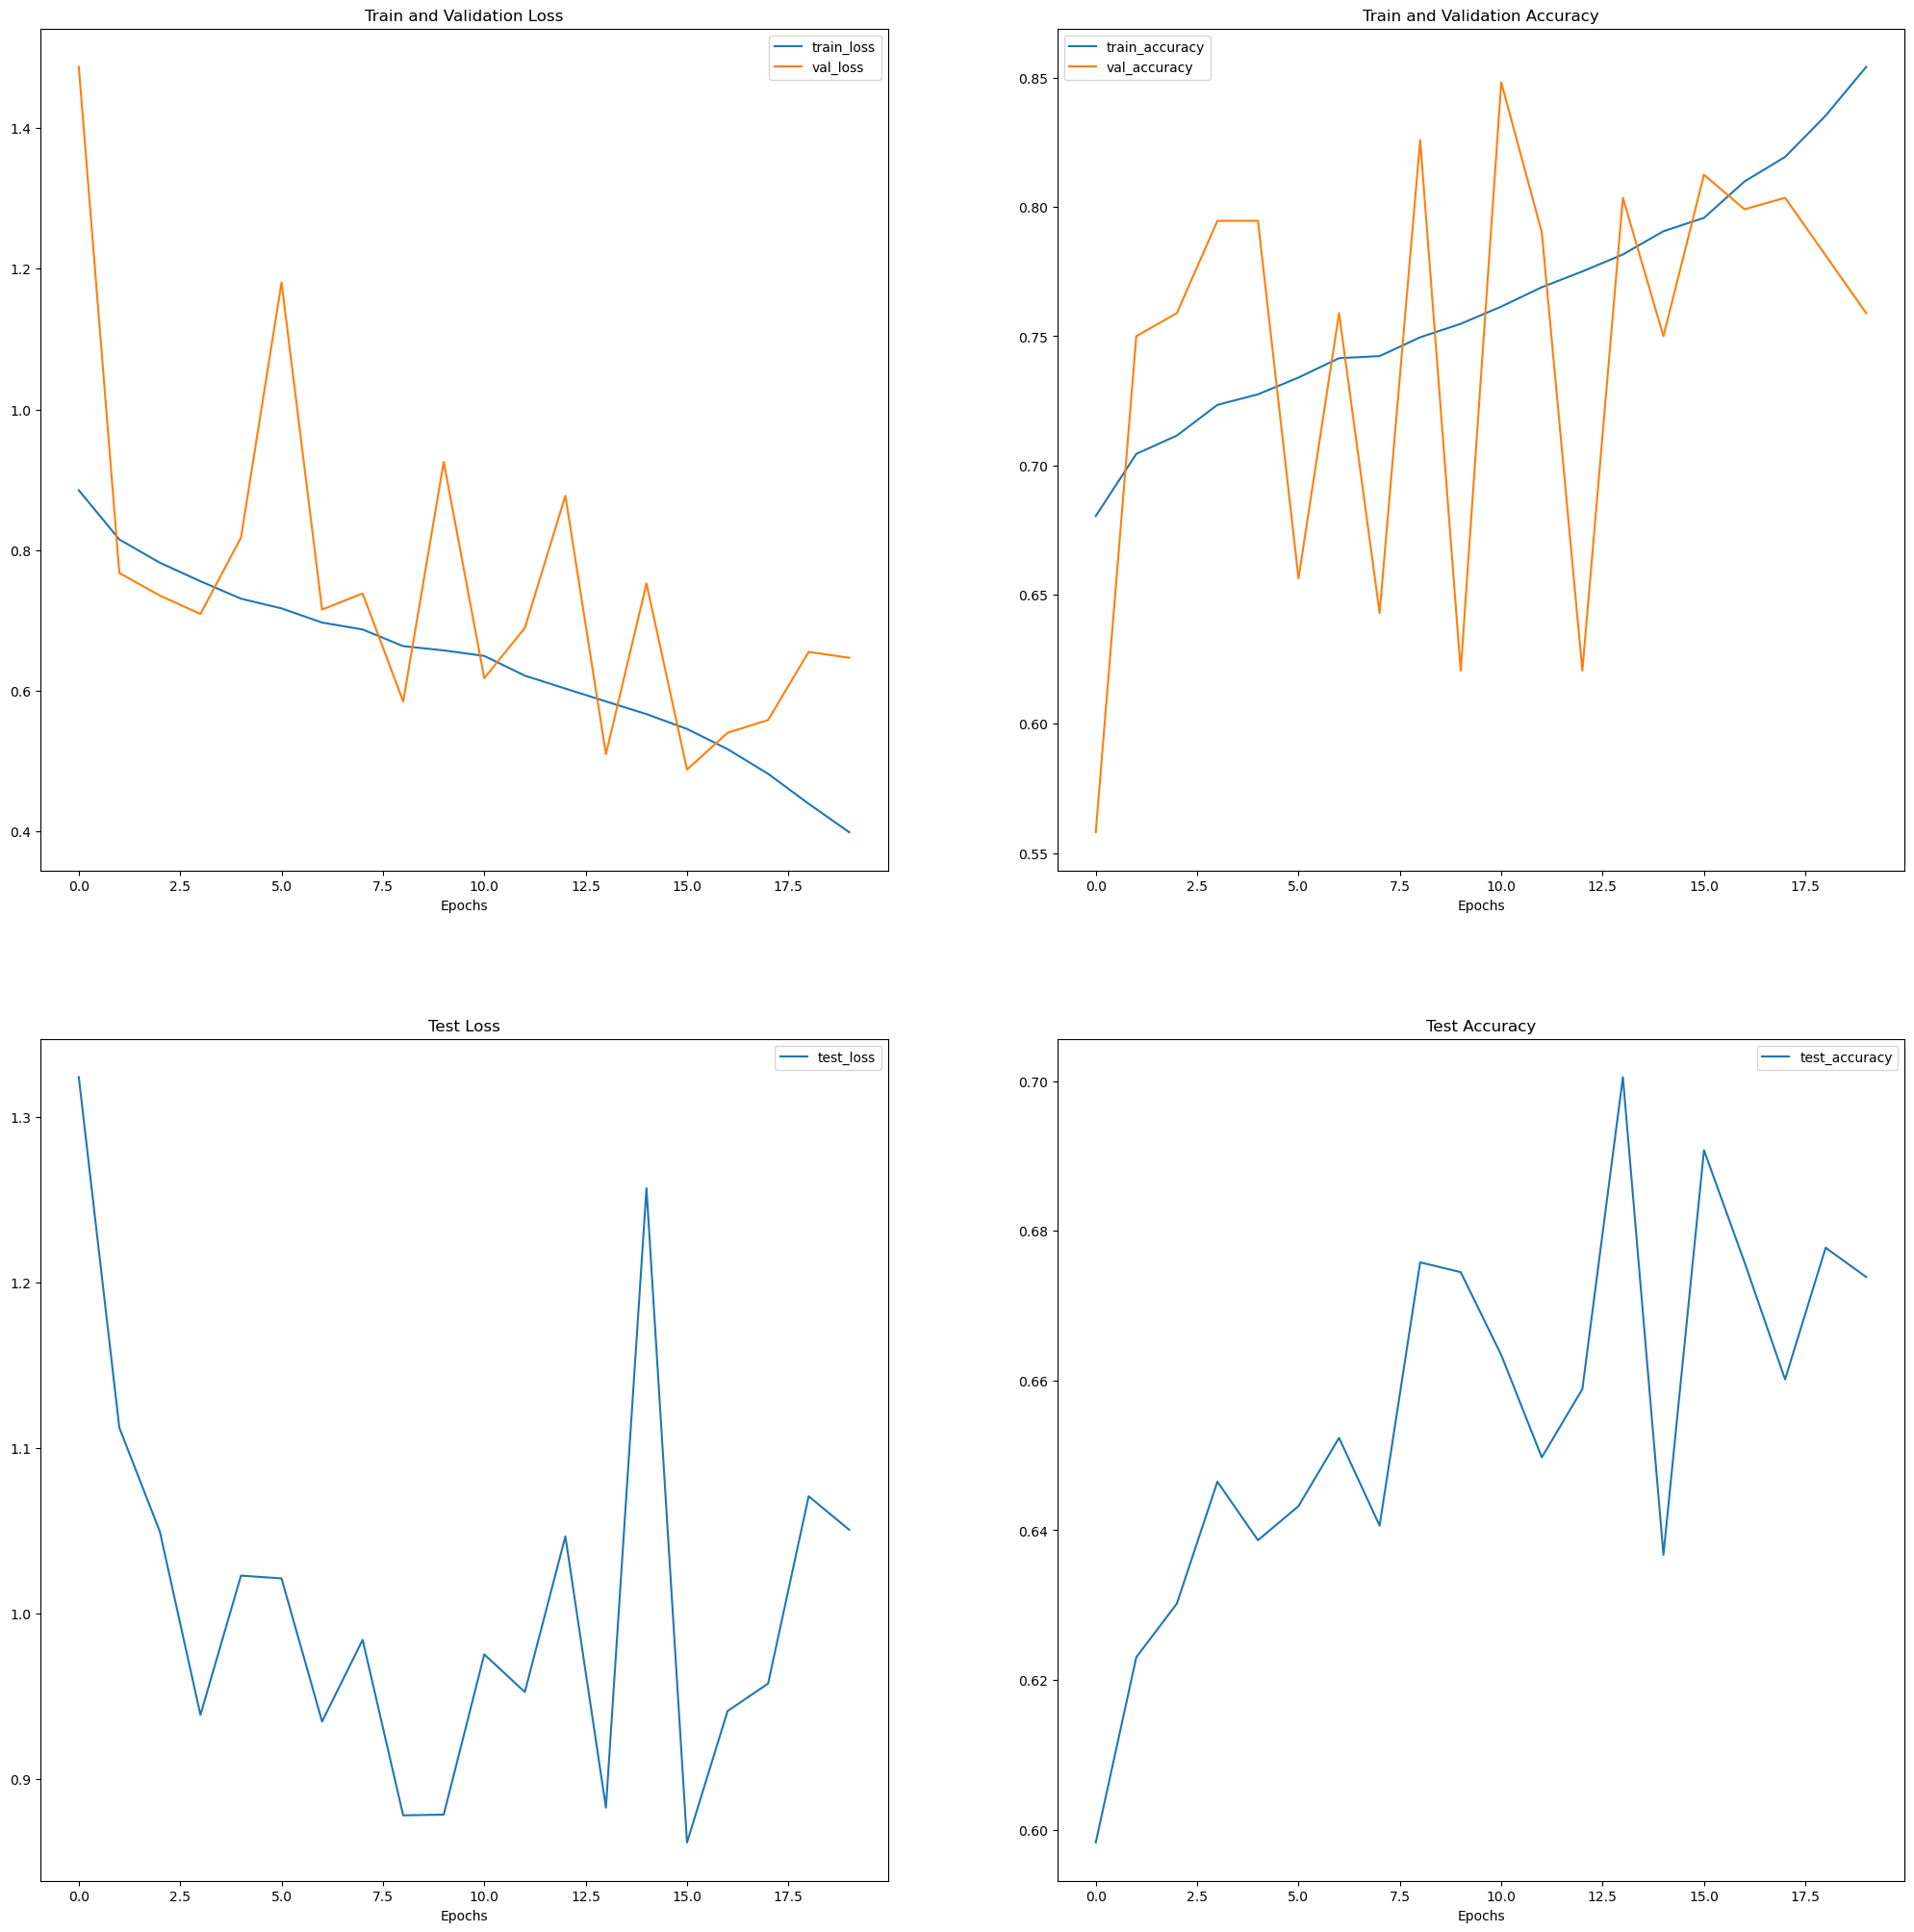 Train and Validation Loss
train_loss
val_loss
1.4
1.2
1.0
0.8
0.6
0.4
0.0 2.5 5.0 7.5 10.0 12.5 15.0 17.5
Epochs
Train and Validation Accuracy
train_accuracy
val_accuracy
0.85
0.80
0.75
0.70
0.65
0.60
0.55
0.0 2.5 5.0 7.5 10.0 12.5 15.0 17.5
Epochs
Test Loss
test_loss
1.3
1.2
1.1
1.0
0.9
0.0 2.5 5.0 7.5 10.0 12.5 15.0 17.5
Epochs
Test Accuracy
test_accuracy
0.70
0.68
0.66
0.64
0.62
0.60
0.0 2.5 5.0 7.5 10.0 12.5 15.0 17.5
Epochs